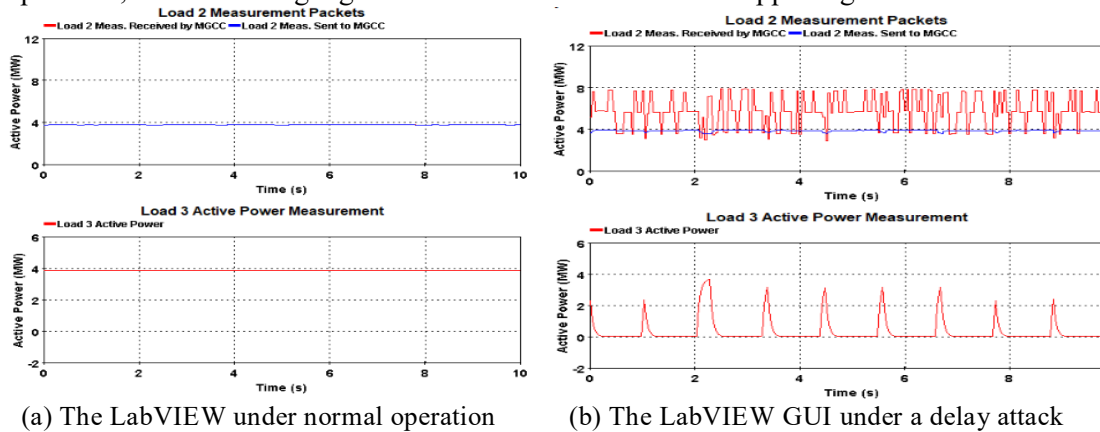 Load 2 Measurement Packets
Load 2 Meas. Received by MGCC Load 2 Meas. Sent to MGCC
Active Power (MW)
12
8
4
0
0 2 4 6 8 10
Time (s)
Load 3 Active Power Measurement
Load 3 Active Power
Active Power (MW)
6
4
2
0
-2
0 2 4 6 8 10
Time (s)
(a) The LabVIEW under normal operation
Load 2 Measurement Packets
Load 2 Meas. Received by MGCC Load 2 Meas. Sent to MGCC
Active Power (MW)
12
8
4
0
0 2 4 6 8
Time (s)
Load 3 Active Power Measurement
Load 3 Active Power
Active Power (MW)
6
4
2
0
-2
0 2 4 6 8
Time (s)
(b) The LabVIEW GUI under a delay attack